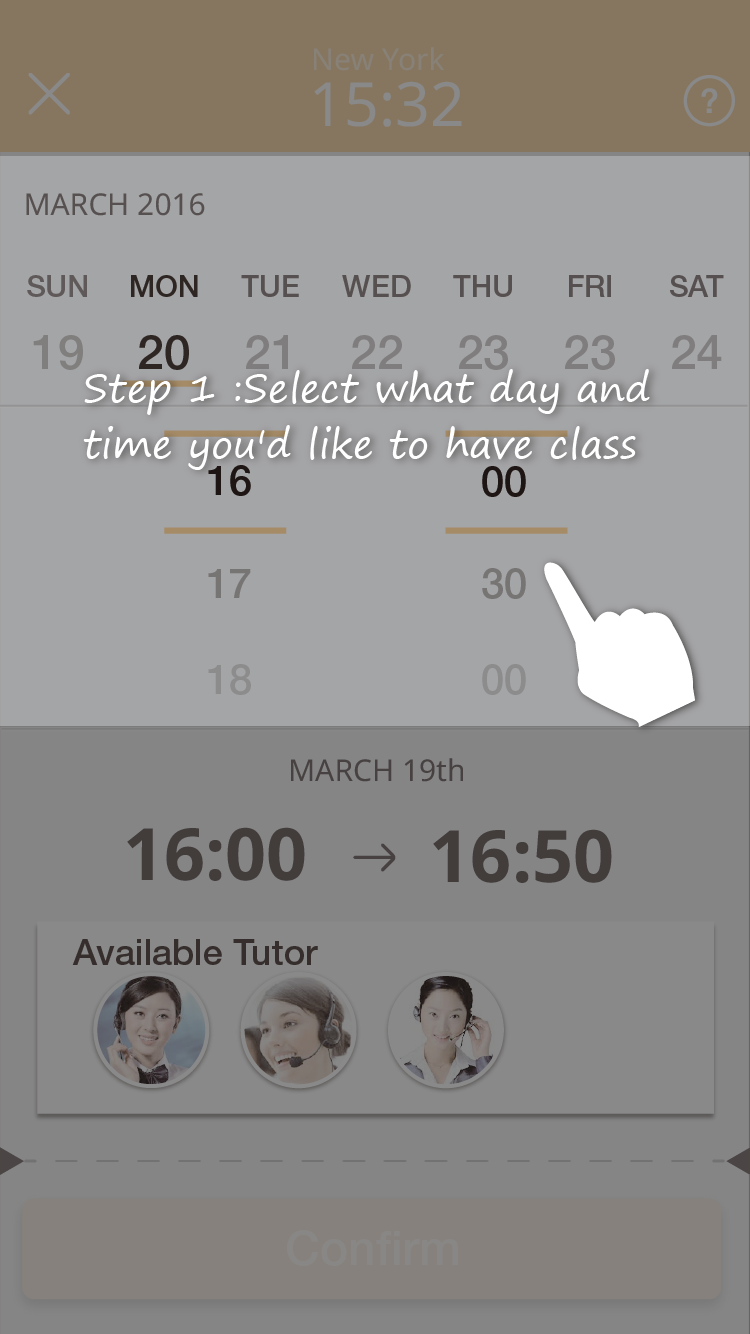 New York
15:32
?
MARCH 2016
SUN MON TUE WED THU FRI SAT
19 20 21 22 23 23 24
Step 1 :Select what day and
time you'd like to have class
16 00
17 30
18 00
MARCH 19th
16:00 → 16:50
Available Tutor
Confirm